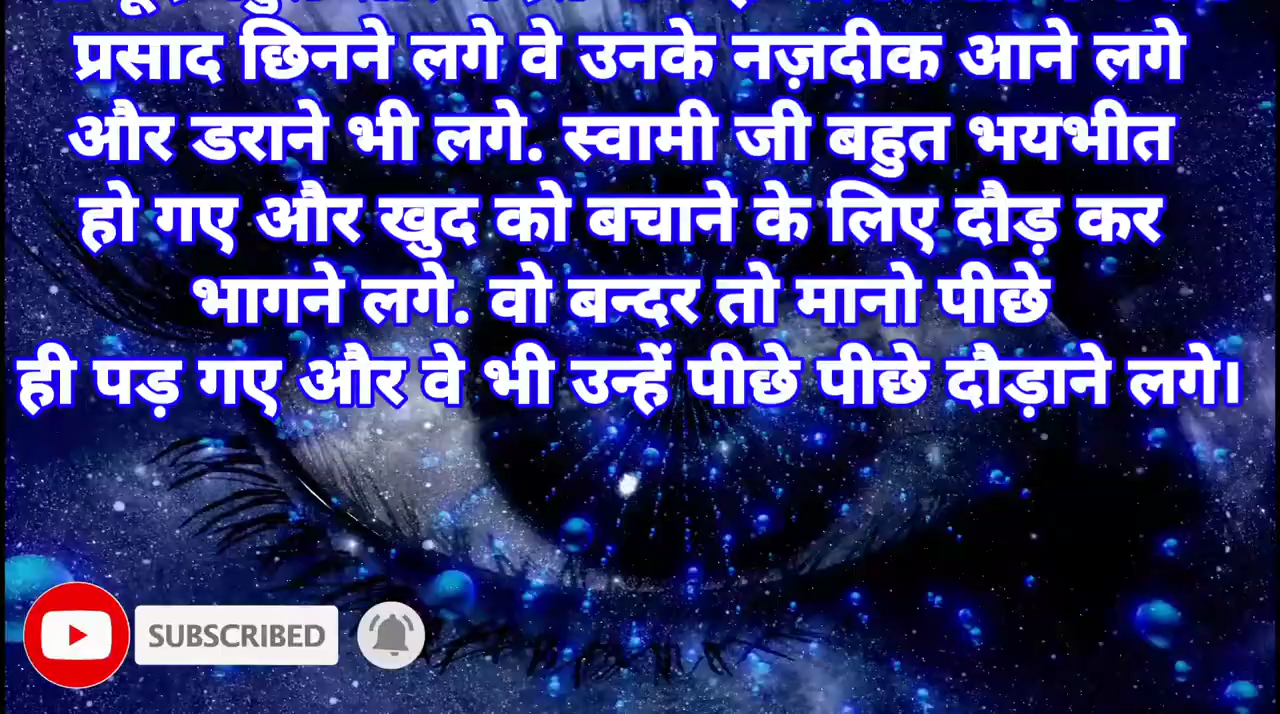 प्रसाद छिनने लगे वे उनके नज़दीक आने लगे
और डराने भी लगे. स्वामी जी बहुत भयभीत
हो गए और खुद को बचाने के लिए दौड़ कर
भागने लगे. वो बन्दर तो मानो पीछे
ही पड़ गए और वे भी उन्हें पीछे पीछे दौड़ाने लगे।
SUBSCRIBED